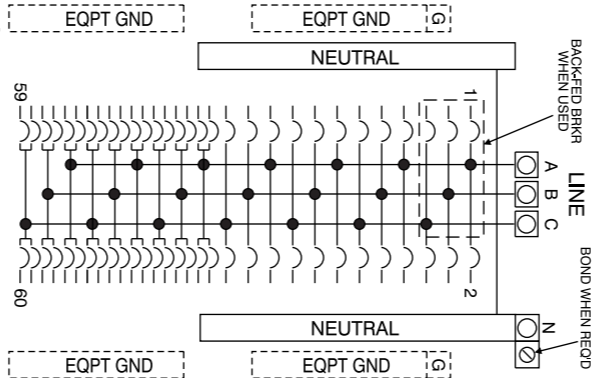 EQPT GND
EQPT GND
G
NEUTRAL
BACK-FED BRKR
WHEN USED
59
1
A
B
C
LINE
60
2
BOND WHEN REQ'D
NEUTRAL
N
EQPT GND
EQPT GND
G